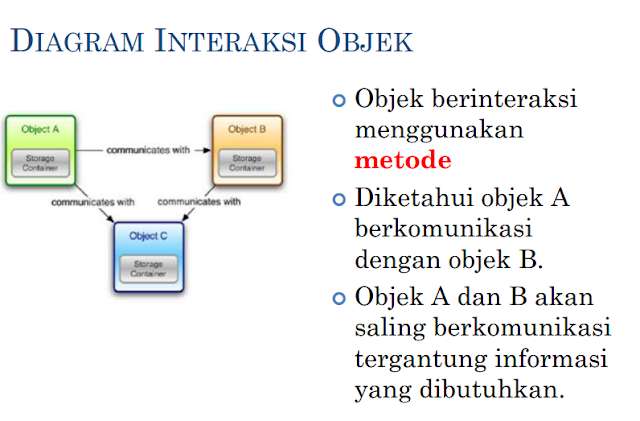 DIAGRAM INTERAKSI OBJEK
Object A
Storage
Container
communicates with
Object B
Storage
Container
communicates with
communicates with
Object C
Storage
Container
Objek berinteraksi
menggunakan
metode
Diketahui objek A
berkomunikasi
dengan objek B.
Objek A dan B akan
saling berkomunikasi
tergantung informasi
yang dibutuhkan.